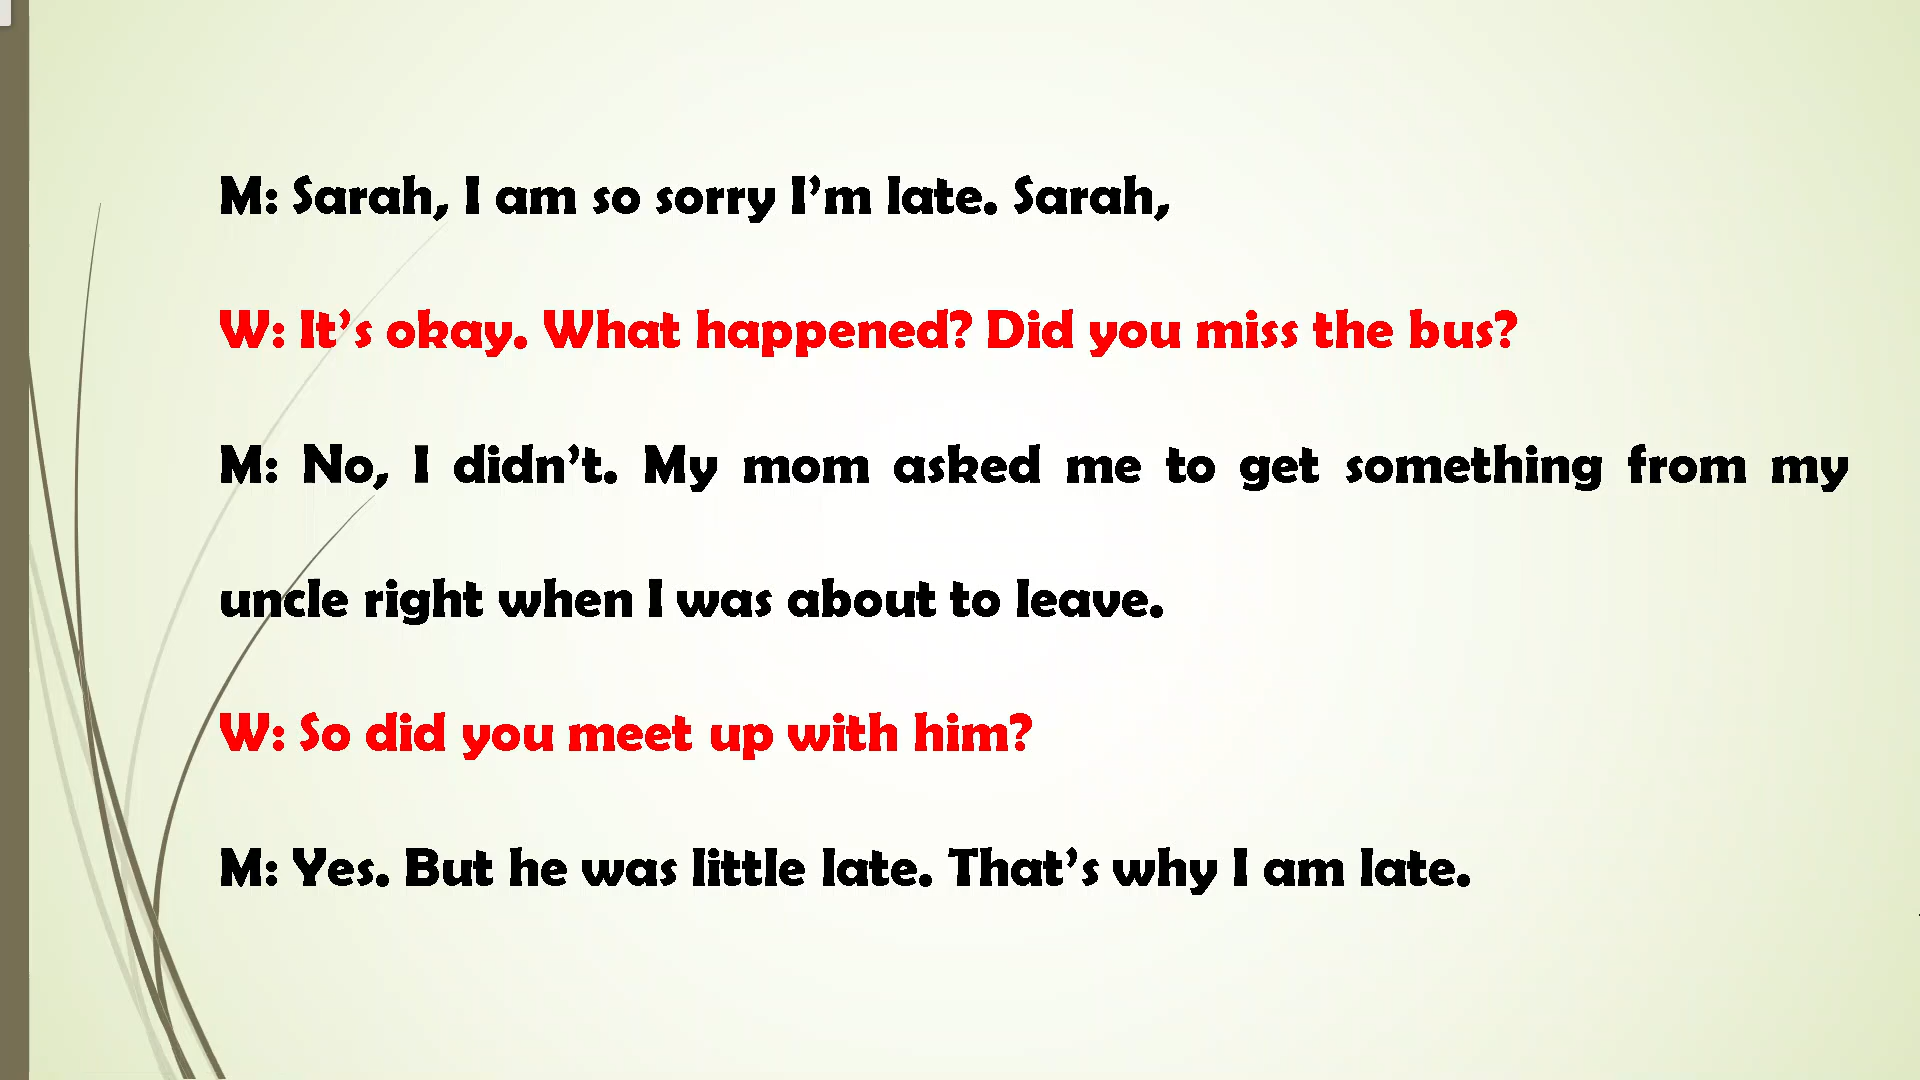 M: Sarah, I am so sorry I’m late. Sarah,
W: It’s okay. What happened? Did you miss the bus?
M: No, I didn’t. My mom asked me to get something from my
uncle right when I was about to leave.
W: So did you meet up with him?
M: Yes. But he was little late. That’s why I am late.